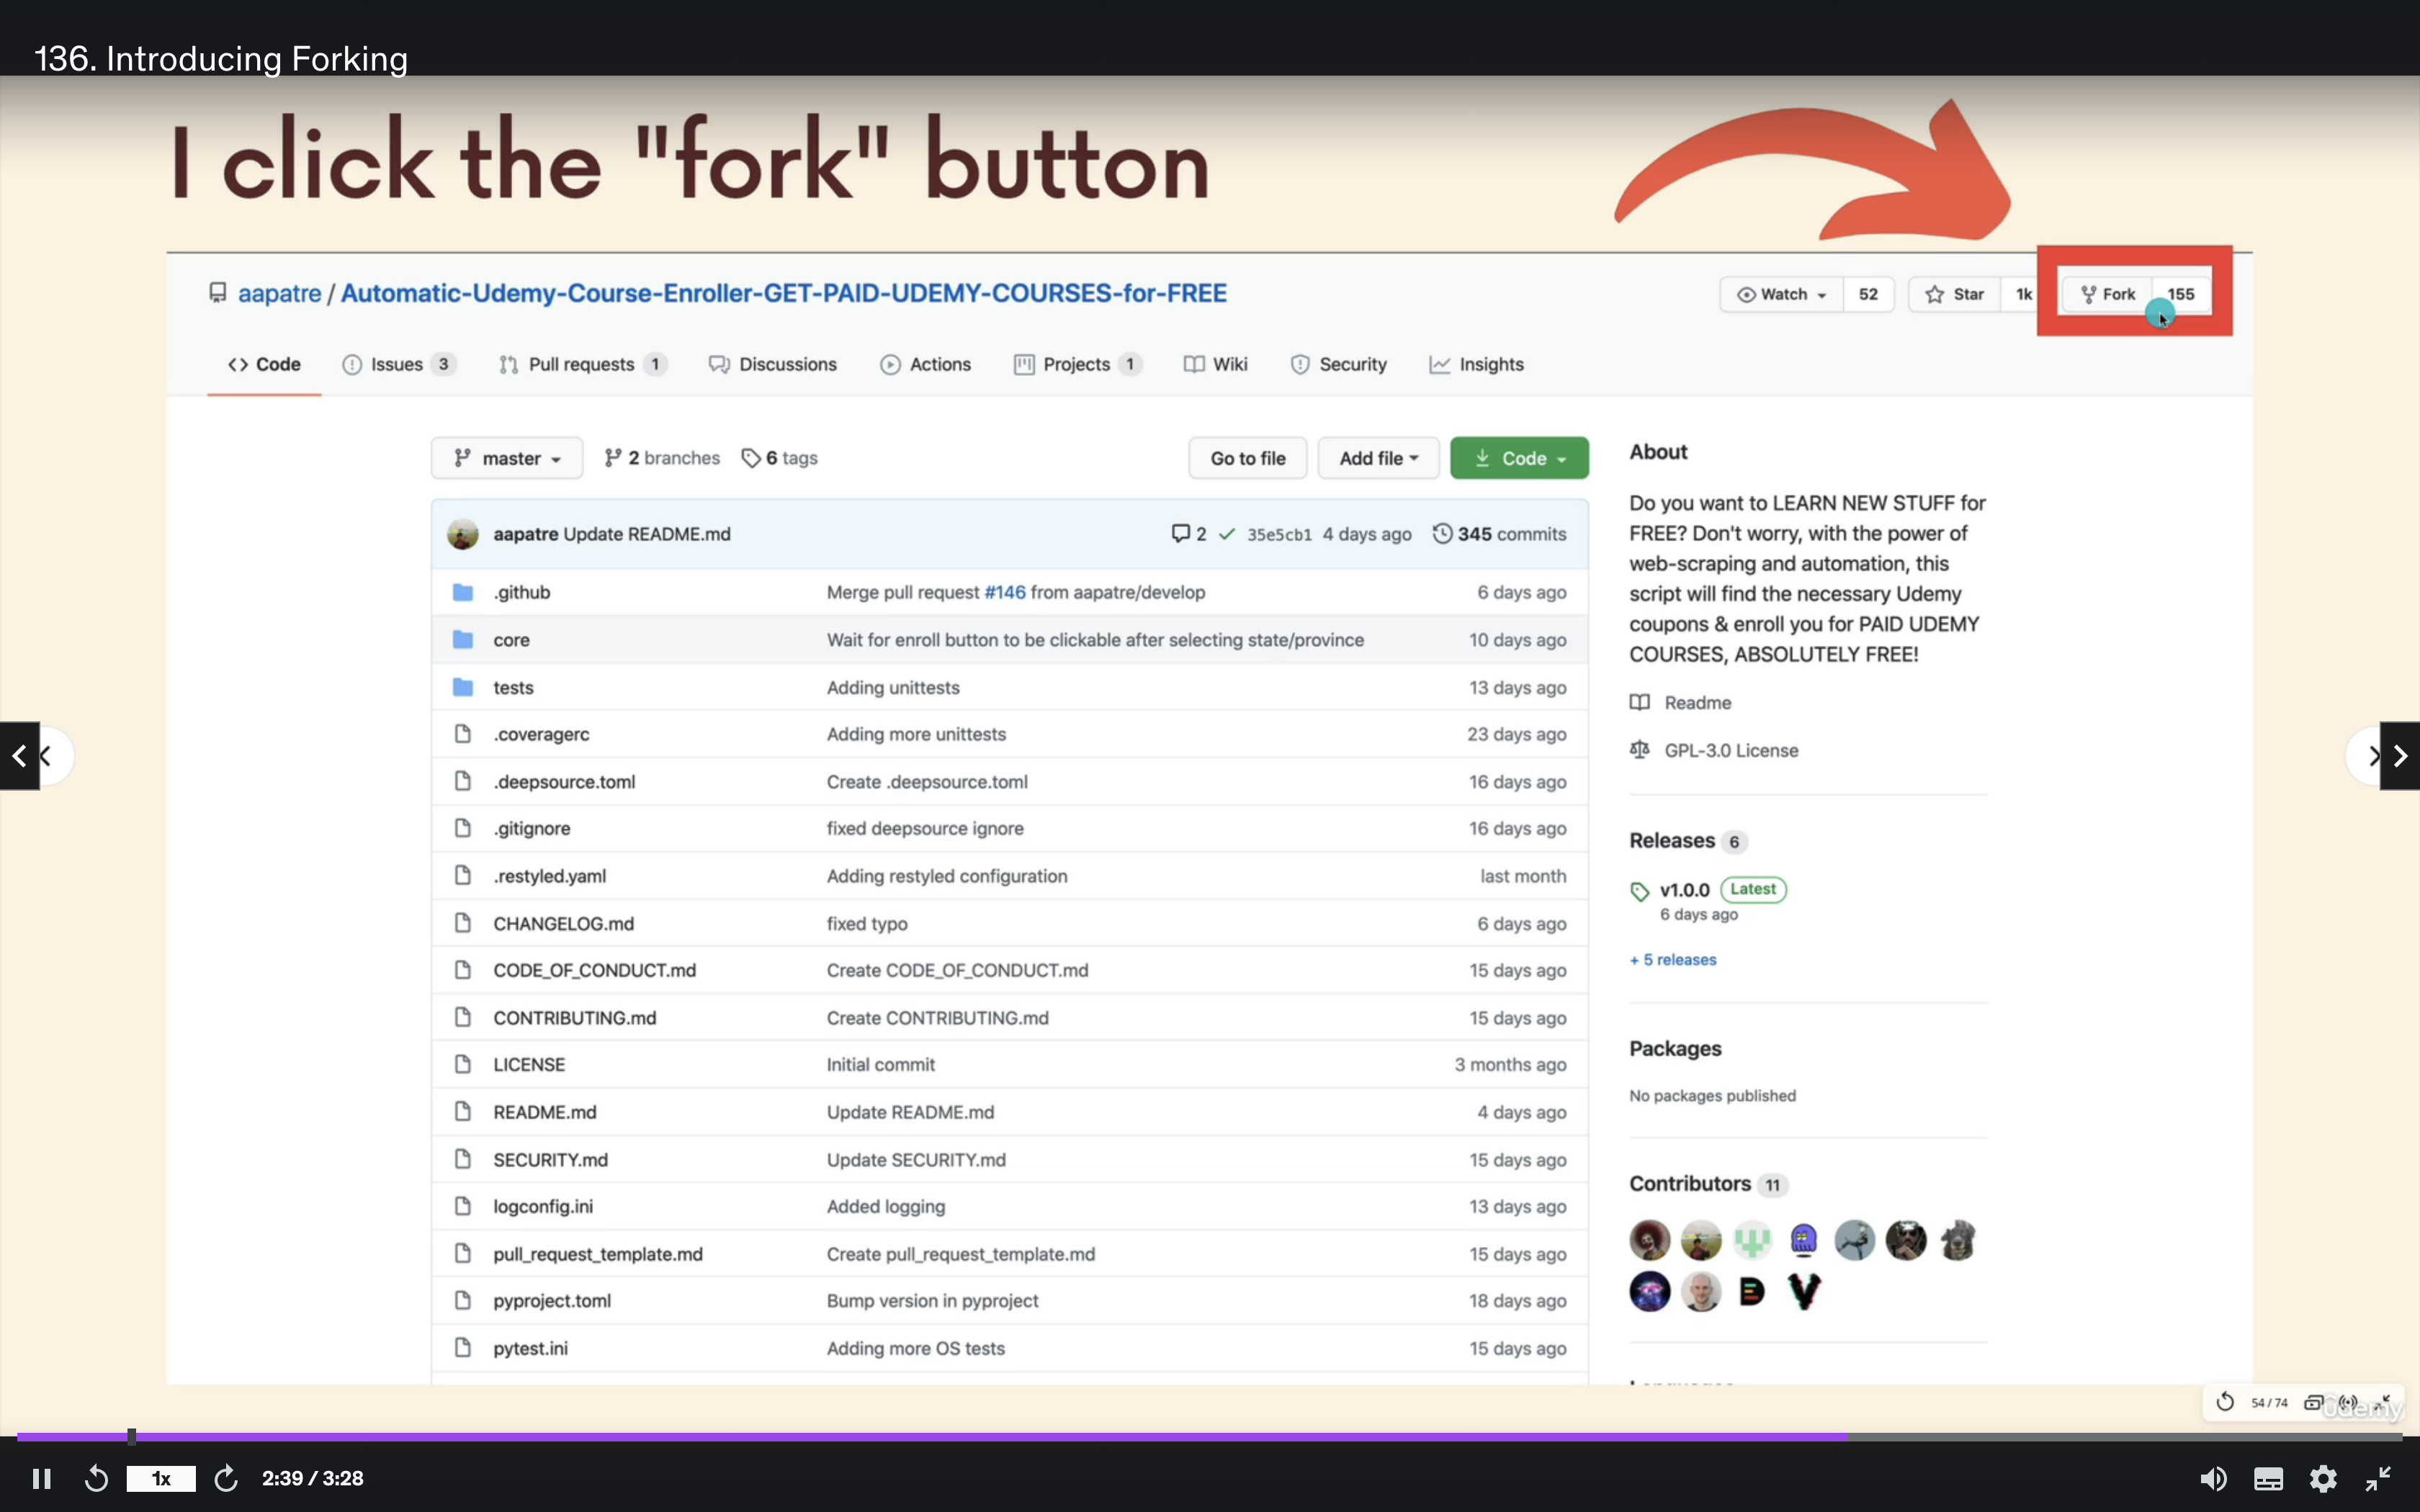 136. Introducing Forking
I click the "fork" button
aapatre / Automatic-Udemy-Course-Enroller-GET-PAID-UDEMY-COURSES-for-FREE
Watch 52 Star 1k Fork 155
Code Issues 3 Pull requests 1 Discussions Actions Projects 1 Wiki Security Insights
master 2 branches 6 tags Go to file Add file Code
aapatre Update README.md 2 35e5cb1 4 days ago 345 commits
.github Merge pull request #146 from aapatre/develop 6 days ago
core Wait for enroll button to be clickable after selecting state/province 10 days ago
tests Adding unittests 13 days ago
.coveragerc Adding more unittests 23 days ago
.deepsource.toml Create .deepsource.toml 16 days ago
.gitignore fixed deepsource ignore 16 days ago
.restyled.yaml Adding restyled configuration last month
CHANGELOG.md fixed typo 6 days ago
CODE_OF_CONDUCT.md Create CODE_OF_CONDUCT.md 15 days ago
CONTRIBUTING.md Create CONTRIBUTING.md 15 days ago
LICENSE Initial commit 3 months ago
README.md Update README.md 4 days ago
SECURITY.md Update SECURITY.md 15 days ago
logconfig.ini Added logging 13 days ago
pull_request_template.md Create pull_request_template.md 15 days ago
pyproject.toml Bump version in pyproject 18 days ago
pytest.ini Adding more OS tests 15 days ago
About
Do you want to LEARN NEW STUFF for
FREE? Don't worry, with the power of
web-scraping and automation, this
script will find the necessary Udemy
coupons & enroll you for PAID UDEMY
COURSES, ABSOLUTELY FREE!
Readme
GPL-3.0 License
Releases 6
v1.0.0 Latest
6 days ago
+ 5 releases
Packages
No packages published
Contributors 11
54 / 74
Udemy
1x 2:39 / 3:28